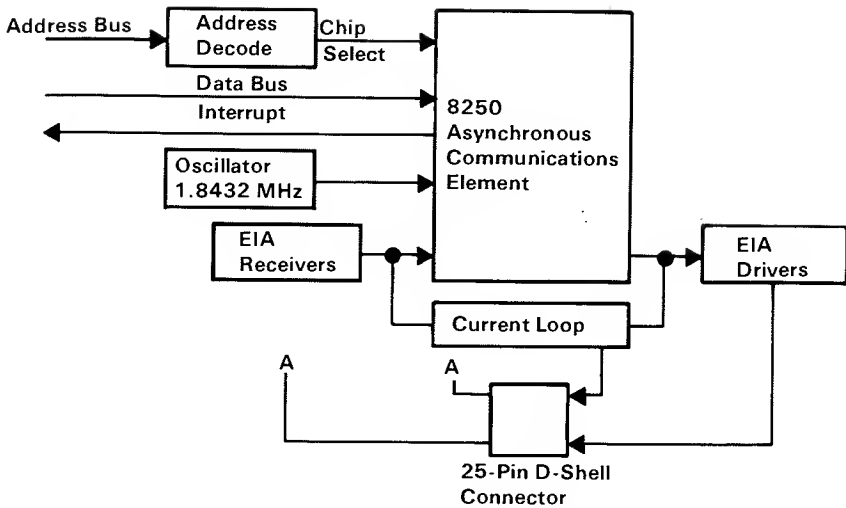 Address Bus
Address
Decode
Chip
Select
Data Bus
Interrupt
8250
Asynchronous
Communications
Element
Oscillator
1.8432 MHz
EIA
Receivers
EIA
Drivers
Current Loop
A
A
25-Pin D-Shell
Connector